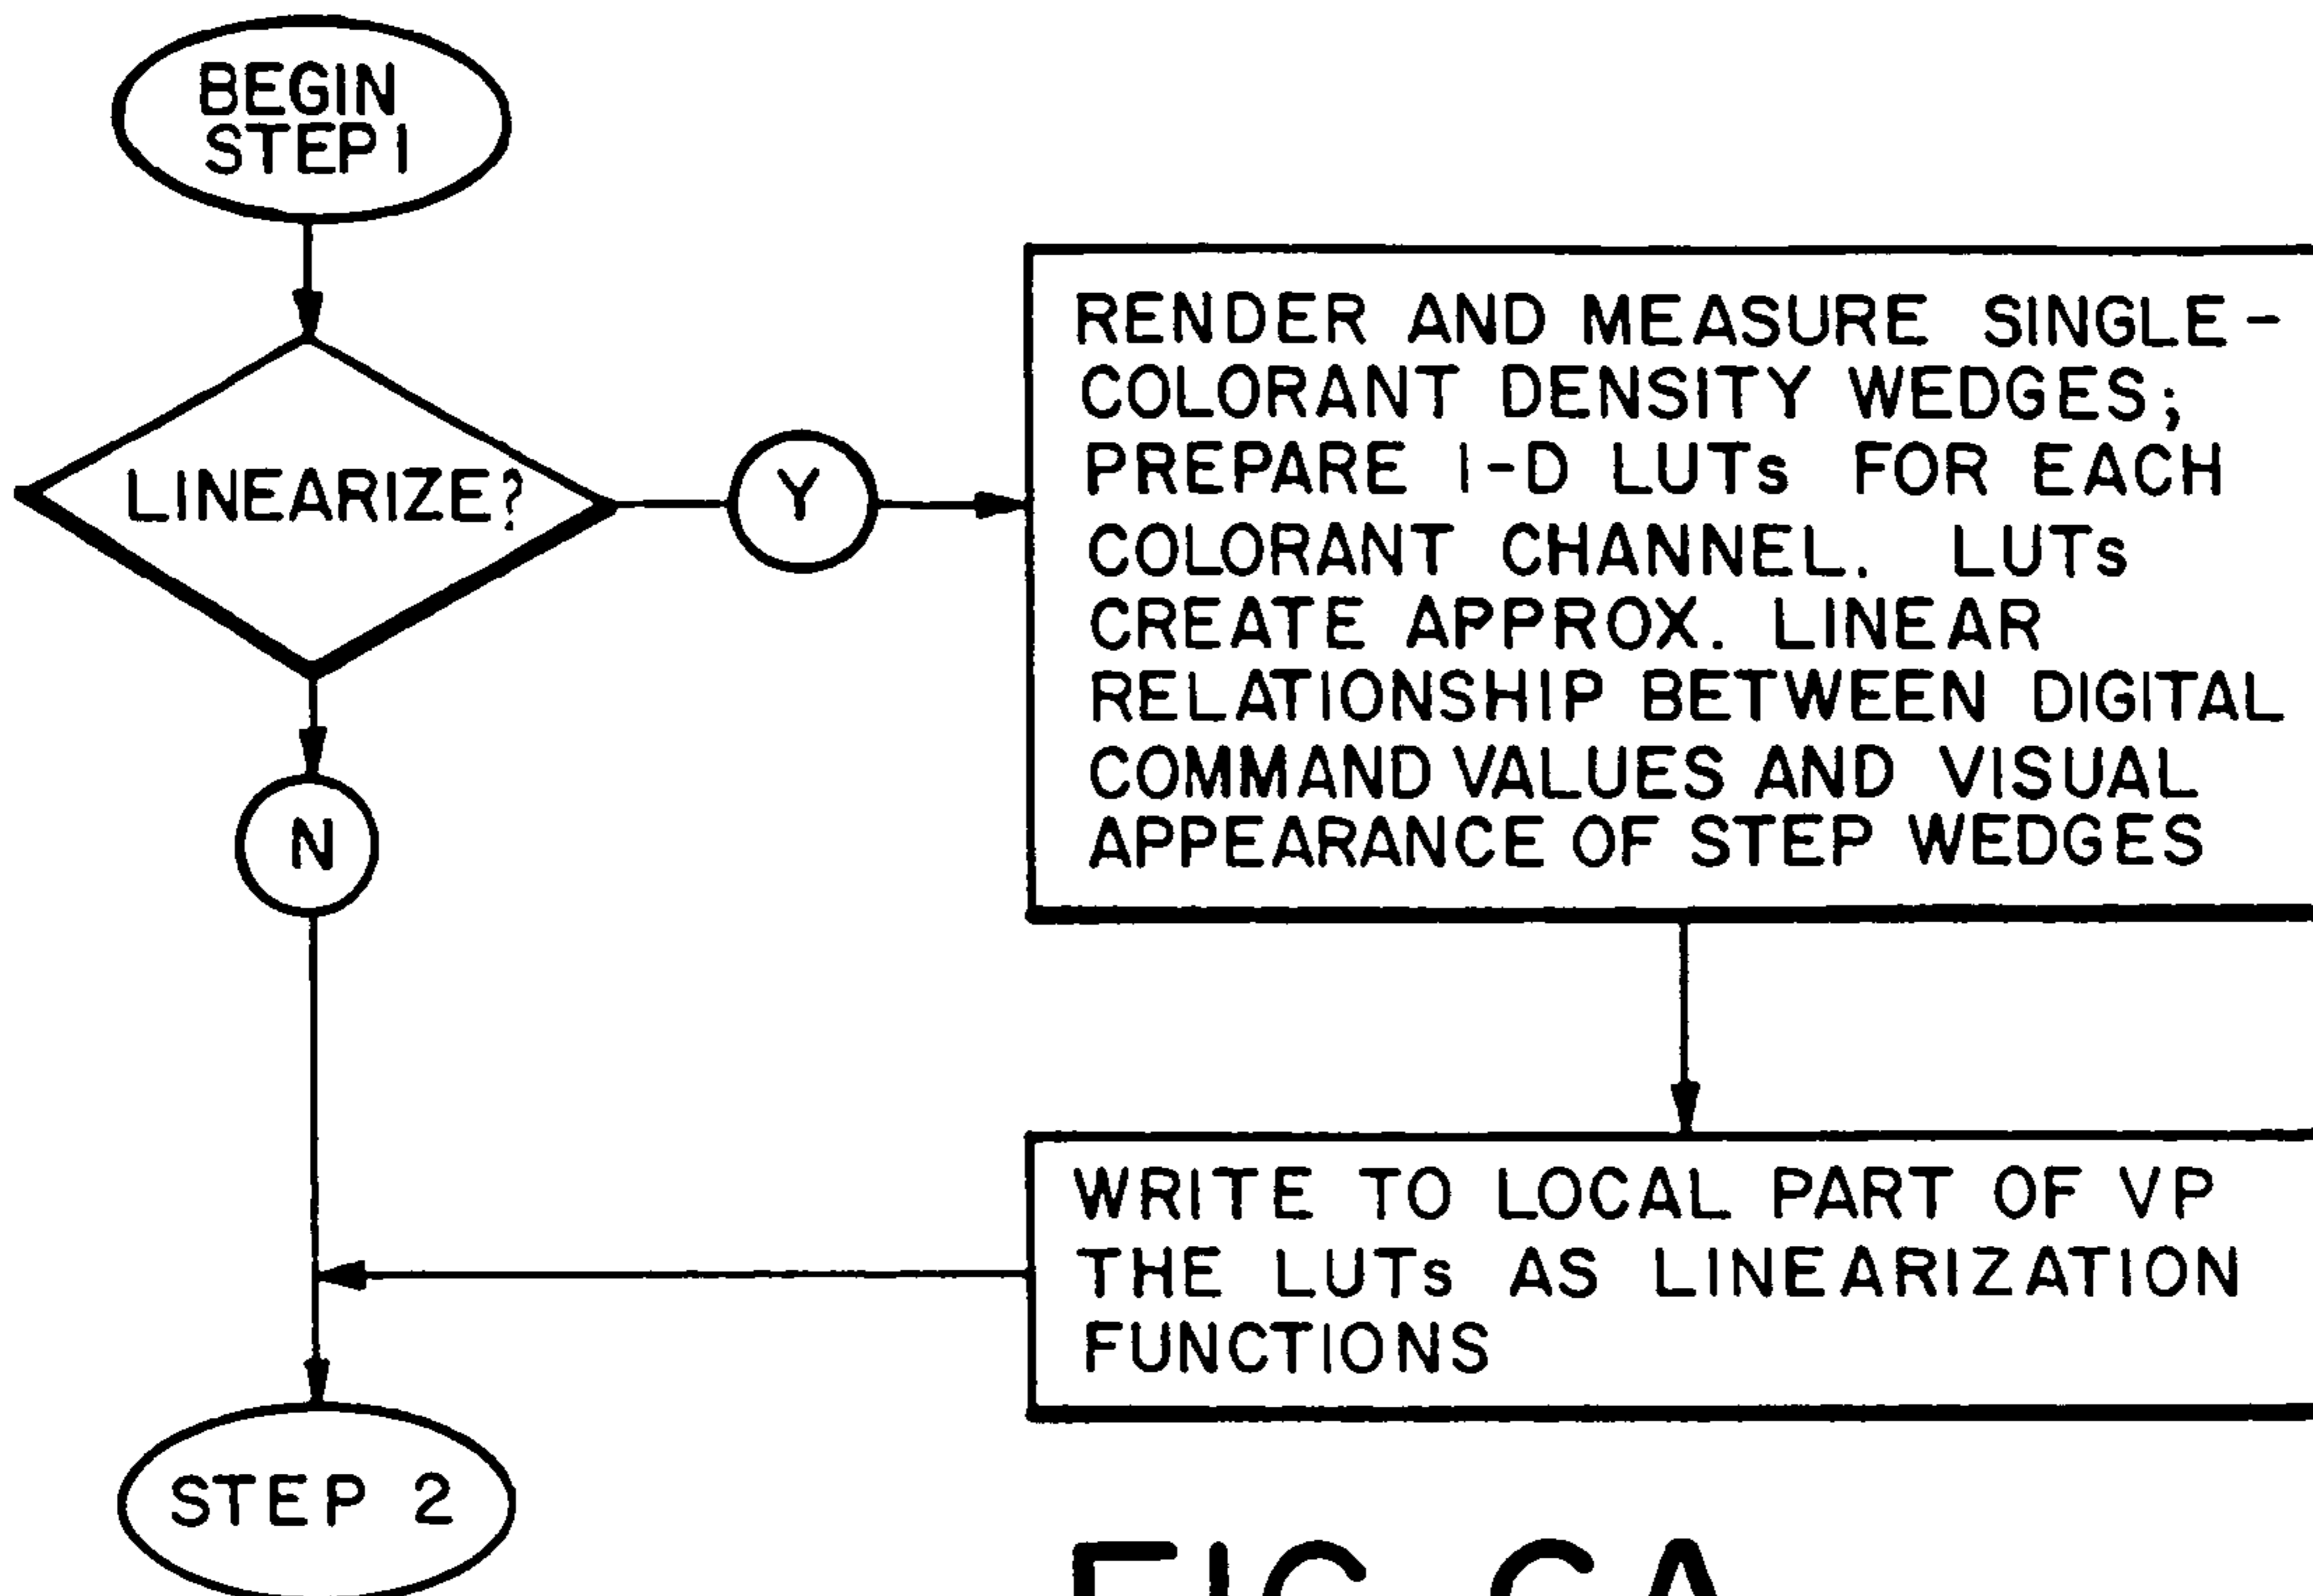 BEGIN
STEP 1
LINEARIZE?
Y
N
RENDER AND MEASURE SINGLE-
COLORANT DENSITY WEDGES;
PREPARE 1-D LUTs FOR EACH
COLORANT CHANNEL. LUTs
CREATE APPROX. LINEAR
RELATIONSHIP BETWEEN DIGITAL
COMMAND VALUES AND VISUAL
APPEARANCE OF STEP WEDGES
WRITE TO LOCAL PART OF VP
THE LUTs AS LINEARIZATION
FUNCTIONS
STEP 2